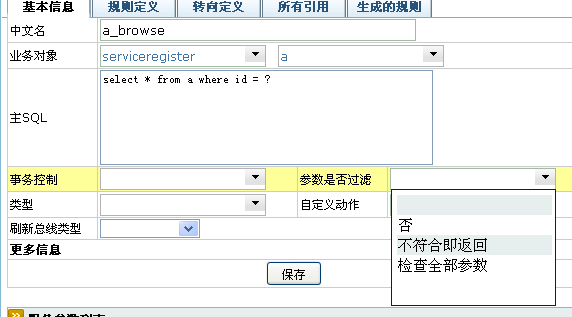 基本信息 规则定义 转向定义 所有引用 生成的规则
中文名 a_browse
业务对象 serviceregister a
主SQL select * from a where id = ?
事务控制 参数是否过滤
类型 自定义动作
否
不符合即返回
检查全部参数
刷新总线类型
更多信息
保存